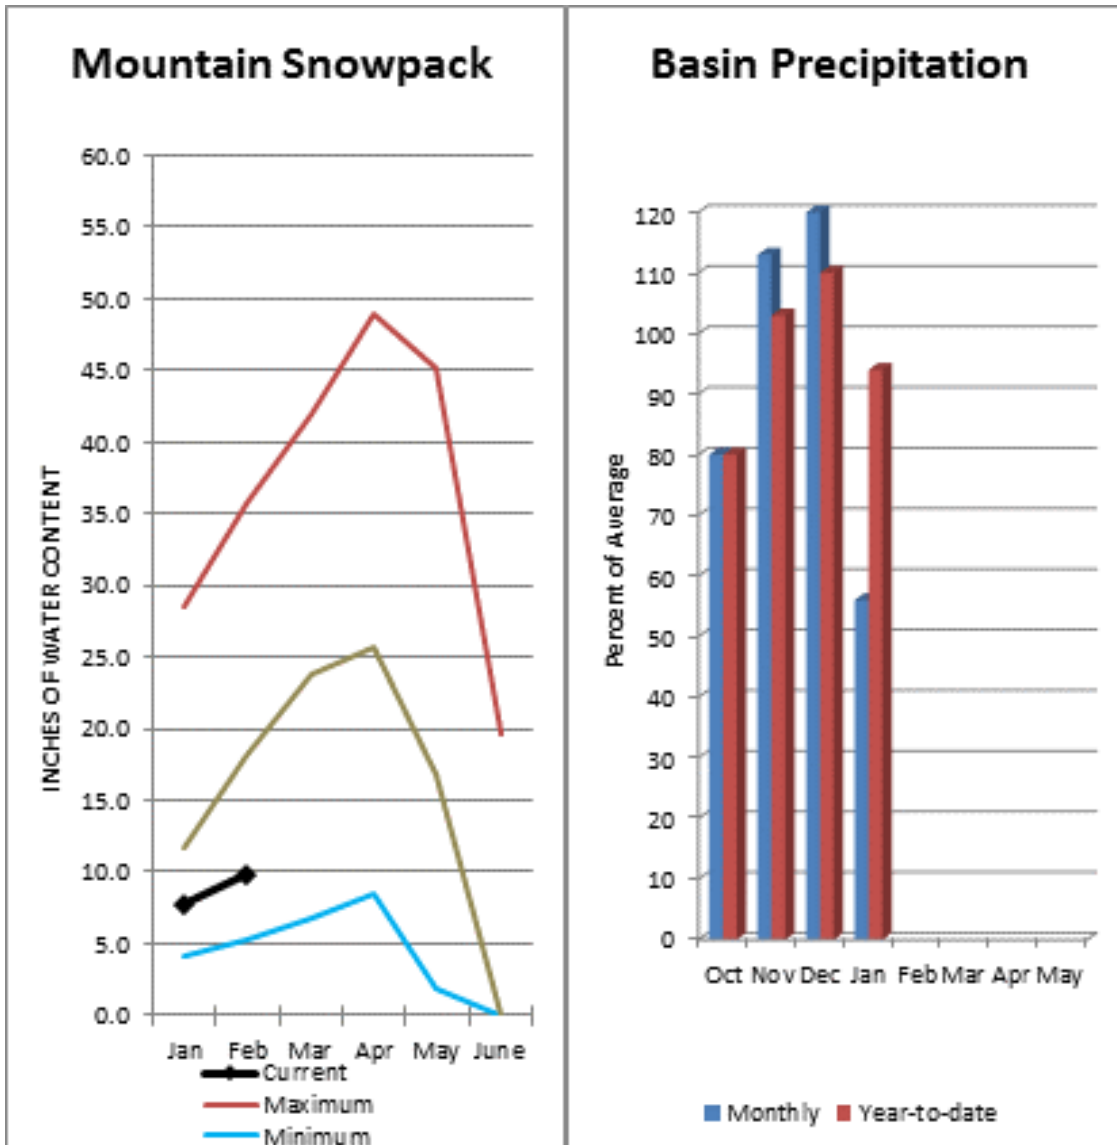 Mountain Snowpack
INCHES OF WATER CONTENT
60.0
55.0
50.0
45.0
40.0
35.0
30.0
25.0
20.0
15.0
10.0
5.0
0.0
Jan Feb Mar Apr May June
Current
Maximum
Minimum
Basin Precipitation
Percent of Average
120
110
100
90
80
70
60
50
40
30
20
10
0
Oct Nov Dec Jan Feb Mar Apr May
Monthly Year-to-date